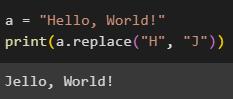 a = "Hello, World!"
print(a.replace("H", "J"))
Jello, World!